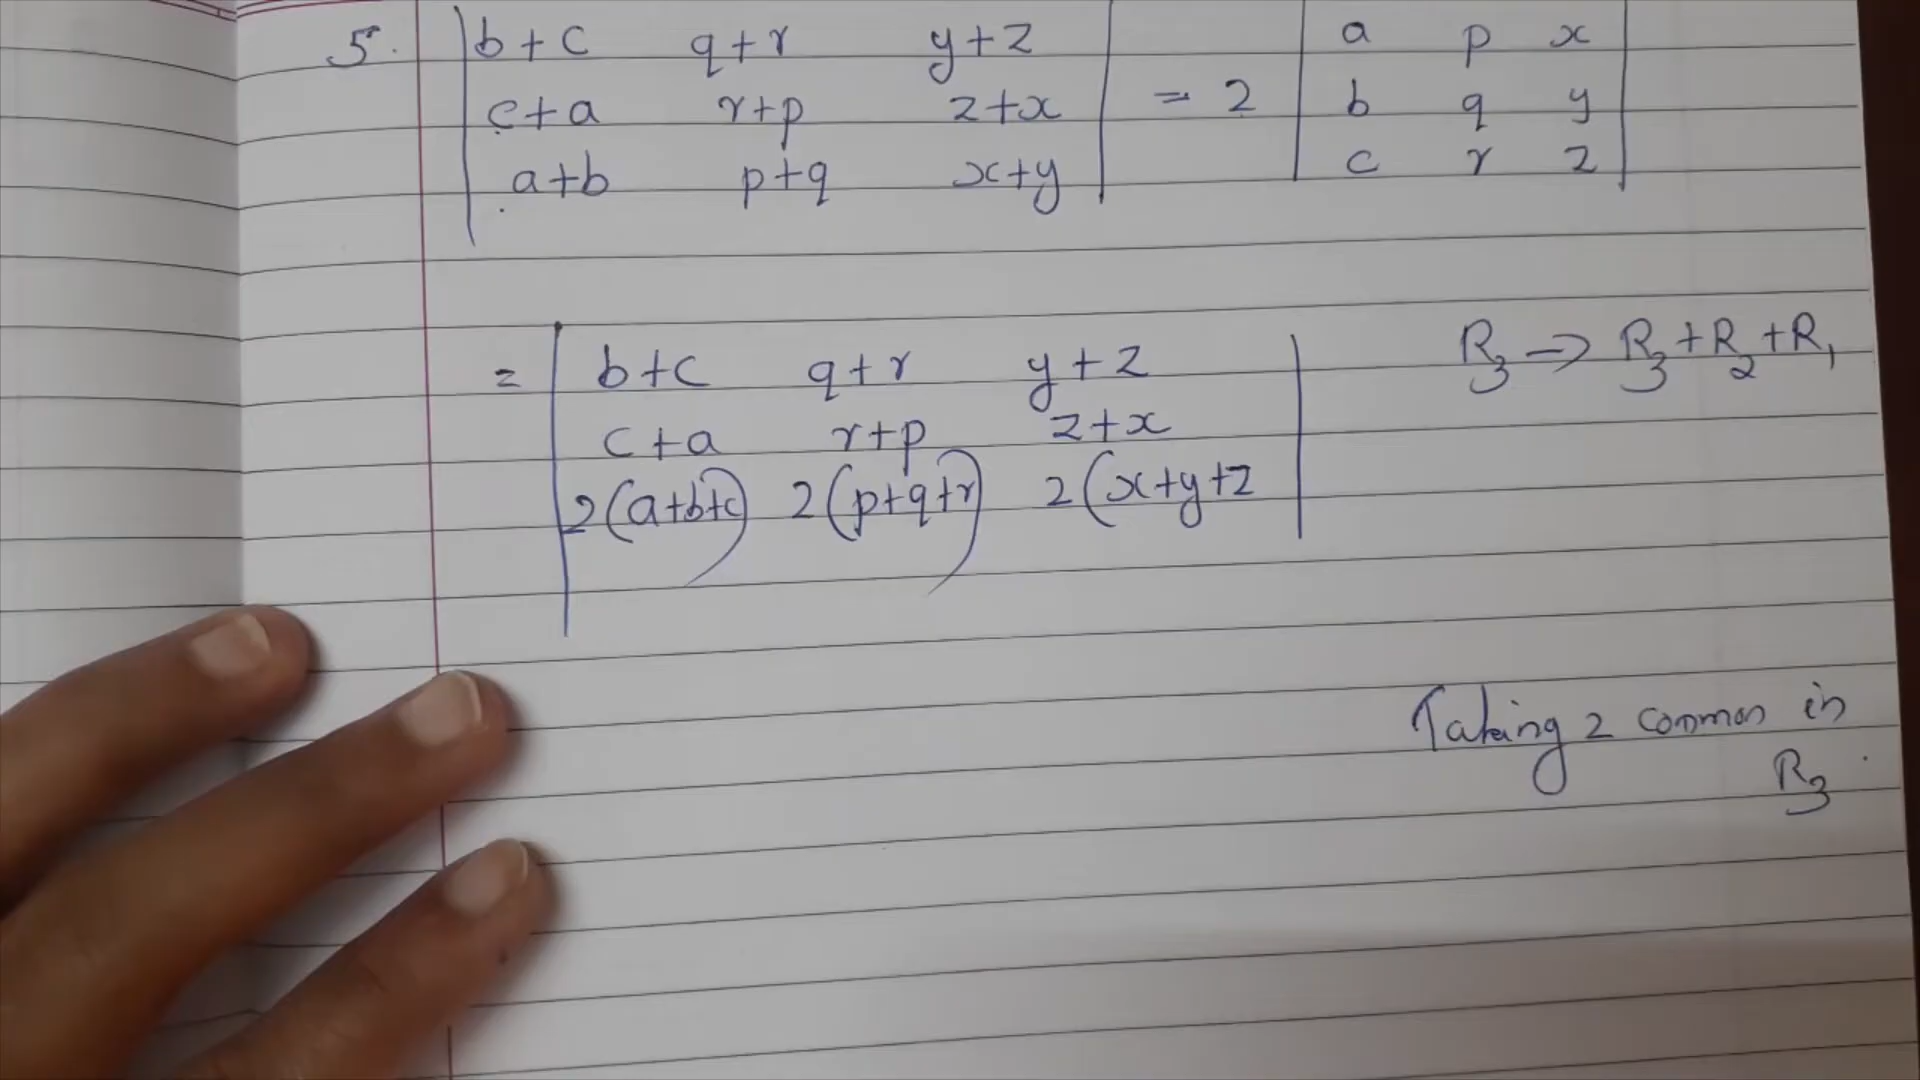 5. | b+c q+r y+z | = 2 | a p x |
| c+a r+p z+x | | b q y |
| a+b p+q x+y | | c r z |
= | b+c q+r y+z | R3 → R3+R2+R1
| c+a r+p z+x |
| 2(a+b+c) 2(p+q+r) 2(x+y+z |
Taking 2 common in
R3